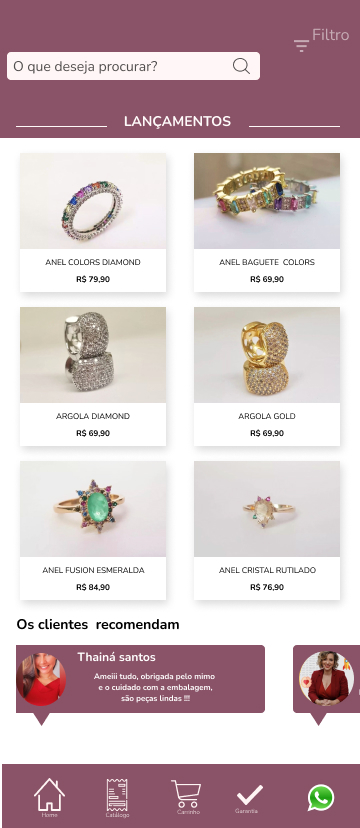 Filtro
O que deseja procurar?
LANÇAMENTOS
ANEL COLORS DIAMOND
R$ 79,90
ANEL BAGUETE COLORS
R$ 69,90
ARGOLA DIAMOND
R$ 69,90
ARGOLA GOLD
R$ 69,90
ANEL FUSION ESMERALDA
R$ 84,90
ANEL CRISTAL RUTILADO
R$ 76,90
Os clientes recomendam
Thainá santos
Ameiii tudo, obrigada pelo mimo
e o cuidado com a embalagem,
são peças lindas !!!
Home
Catálogo
Carrinho
Garantia